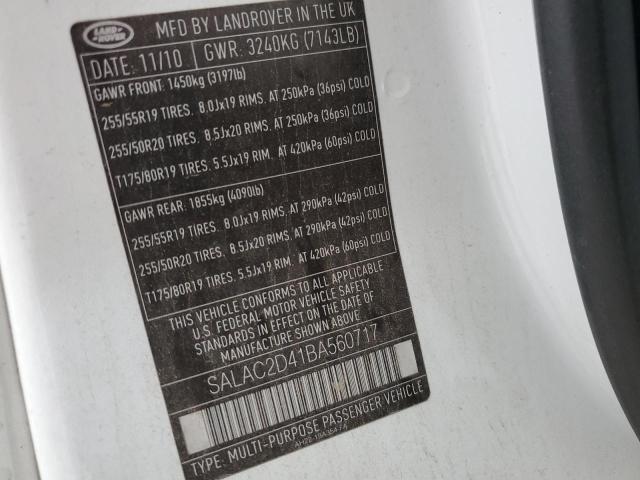 LAND ROVER
MFD BY LANDROVER IN THE UK
DATE: 11/10 GWR: 3240KG (7143LB)
GAWR FRONT: 1450kg (3197lb)
255/55R19 TIRES. 8.0Jx19 RIMS. AT 250kPa (36psi) COLD
255/50R20 TIRES. 8.5Jx20 RIMS. AT 250kPa (36psi) COLD
T175/80R19 TIRES. 5.5Jx19 RIM. AT 420kPa (60psi) COLD
GAWR REAR: 1855kg (4090lb)
255/55R19 TIRES. 8.0Jx19 RIMS. AT 290kPa (42psi) COLD
255/50R20 TIRES. 8.5Jx20 RIMS. AT 290kPa (42psi) COLD
T175/80R19 TIRES. 5.5Jx19 RIM. AT 420kPa (60psi) COLD
THIS VEHICLE CONFORMS TO ALL APPLICABLE
U.S. FEDERAL MOTOR VEHICLE SAFETY
STANDARDS IN EFFECT ON THE DATE OF
MANUFACTURE SHOWN ABOVE
SALAC2D41BA560717
TYPE: MULTI-PURPOSE PASSENGER VEHICLE